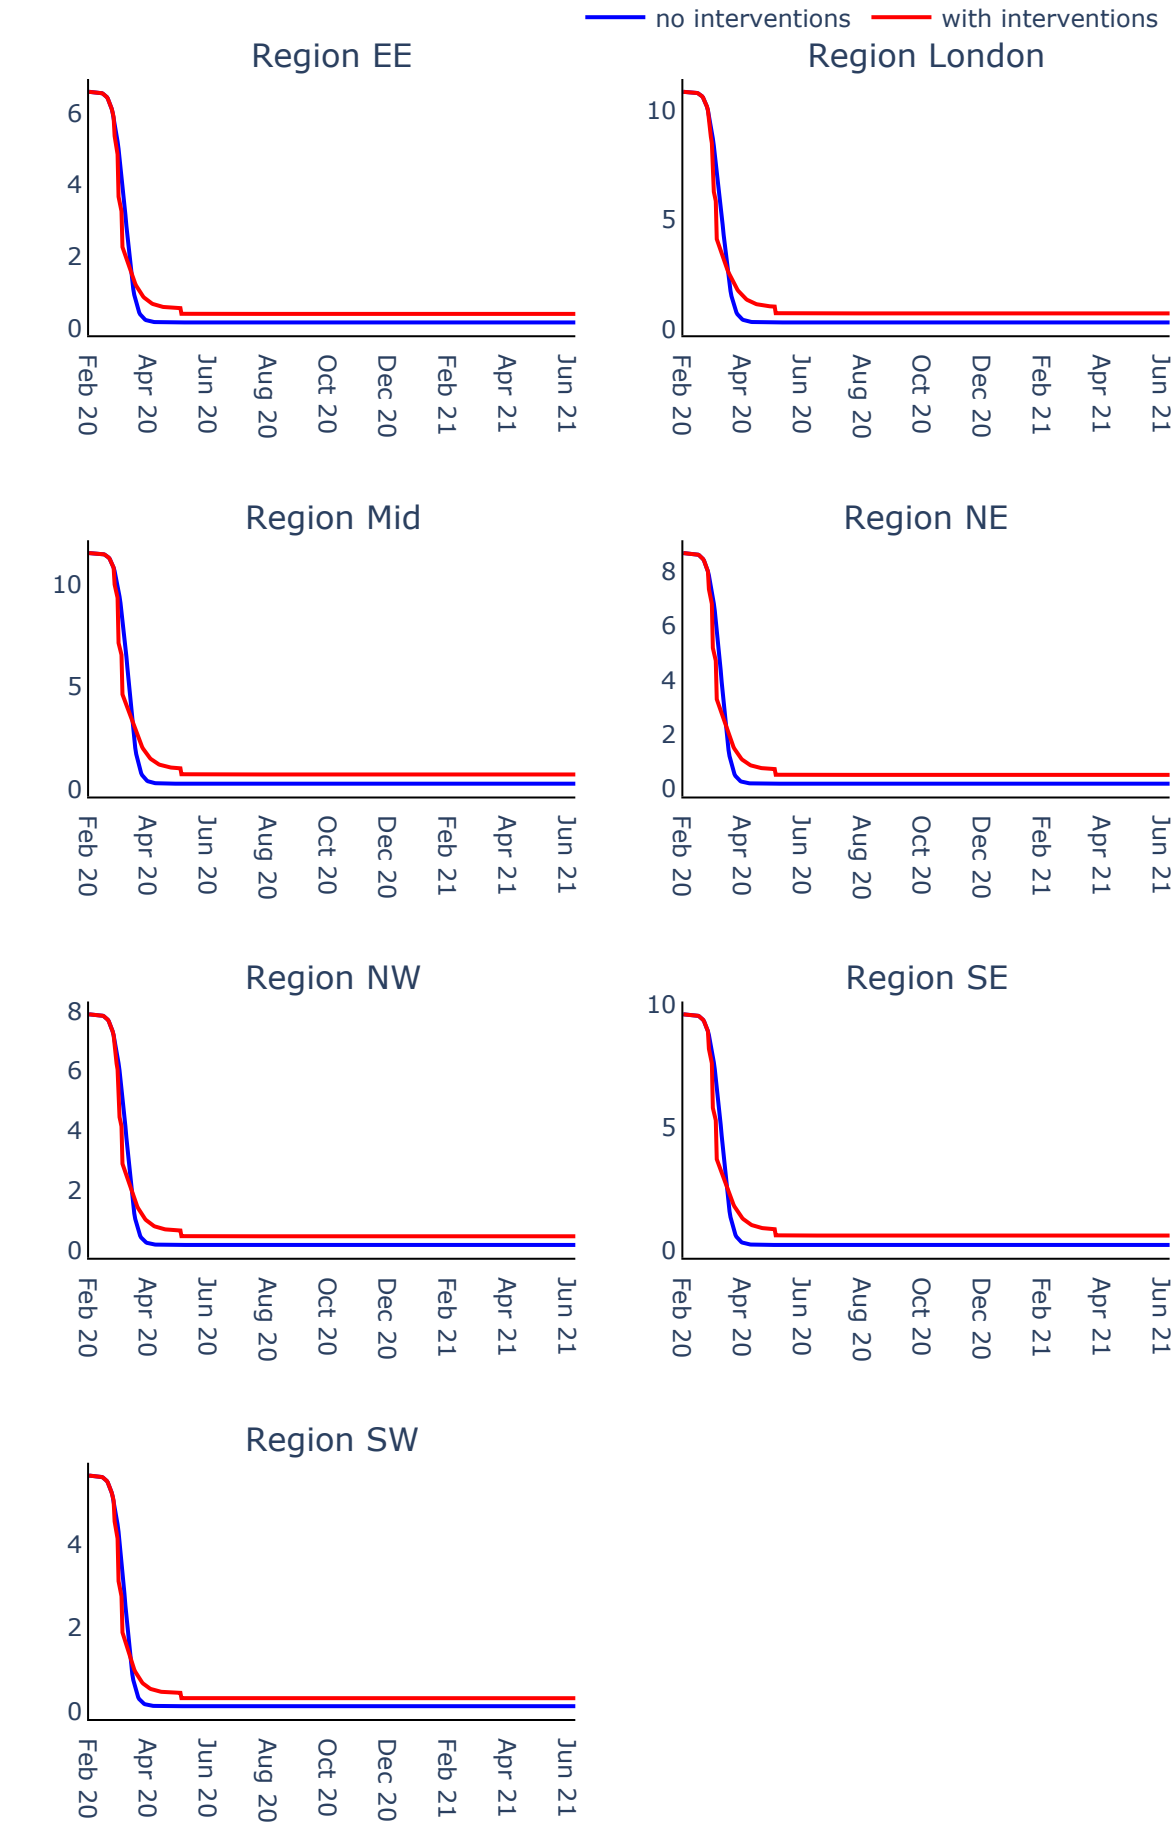 no interventions with interventions
Region EE Region London
6
4
2
0
Feb 20 Apr 20 Jun 20 Aug 20 Oct 20 Dec 20 Feb 21 Apr 21 Jun 21
10
5
0
Feb 20 Apr 20 Jun 20 Aug 20 Oct 20 Dec 20 Feb 21 Apr 21 Jun 21
Region Mid Region NE
10
5
0
Feb 20 Apr 20 Jun 20 Aug 20 Oct 20 Dec 20 Feb 21 Apr 21 Jun 21
8
6
4
2
0
Feb 20 Apr 20 Jun 20 Aug 20 Oct 20 Dec 20 Feb 21 Apr 21 Jun 21
Region NW Region SE
8
6
4
2
0
Feb 20 Apr 20 Jun 20 Aug 20 Oct 20 Dec 20 Feb 21 Apr 21 Jun 21
10
5
0
Feb 20 Apr 20 Jun 20 Aug 20 Oct 20 Dec 20 Feb 21 Apr 21 Jun 21
Region SW
4
2
0
Feb 20 Apr 20 Jun 20 Aug 20 Oct 20 Dec 20 Feb 21 Apr 21 Jun 21